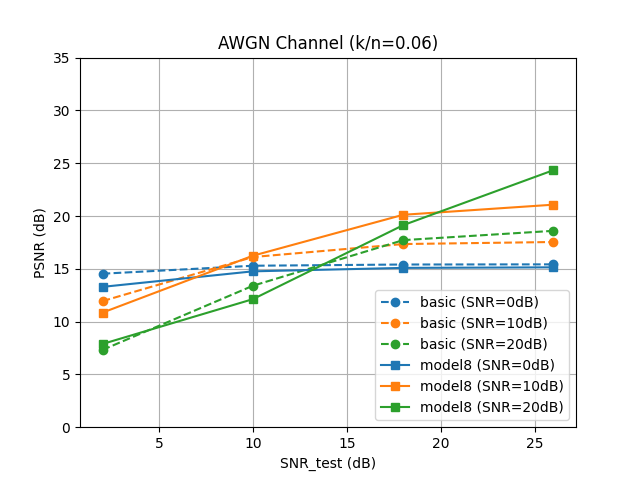 AWGN Channel (k/n=0.06)
35
30
25
20
15
10
5
0
PSNR (dB)
5
10
15
20
25
SNR_test (dB)
basic (SNR=0dB)
basic (SNR=10dB)
basic (SNR=20dB)
model8 (SNR=0dB)
model8 (SNR=10dB)
model8 (SNR=20dB)